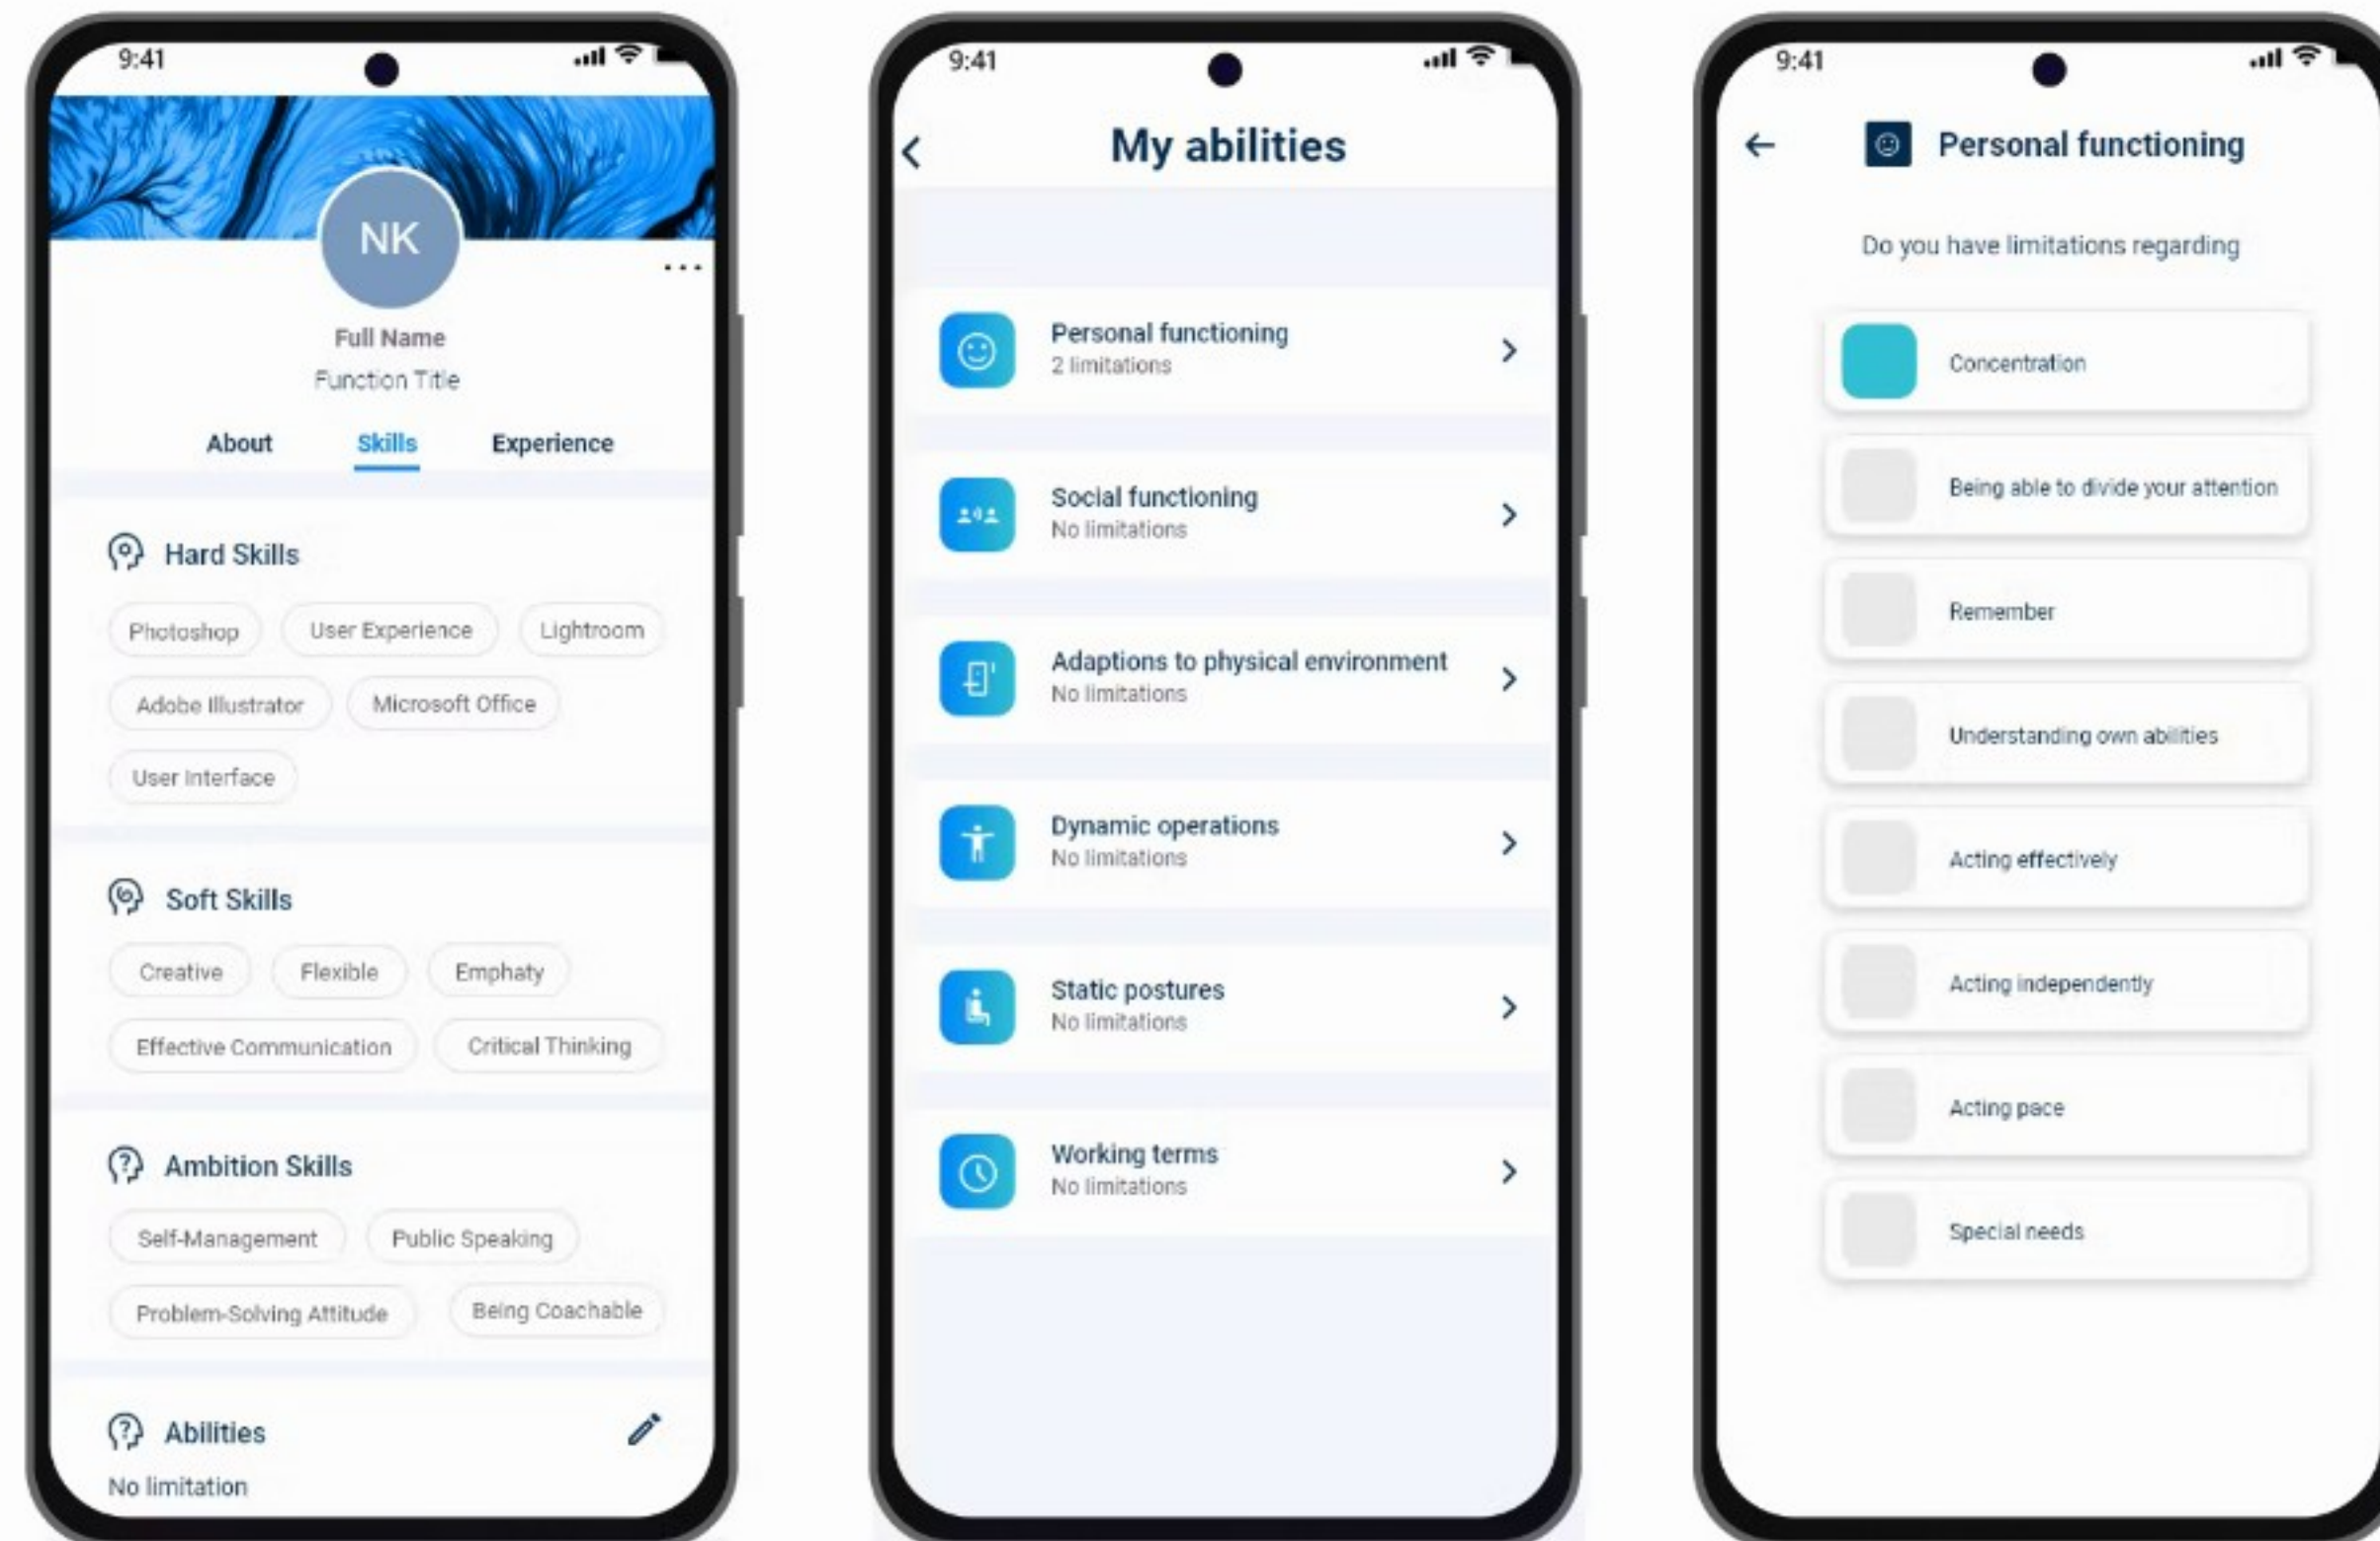 9:41
NK
...
Full Name
Function Title
About Skills Experience
Hard Skills
Photoshop User Experience Lightroom
Adobe Illustrator Microsoft Office
User Interface
Soft Skills
Creative Flexible Emphaty
Effective Communication Critical Thinking
Ambition Skills
Self-Management Public Speaking
Problem-Solving Attitude Being Coachable
Abilities
No limitation
9:41
My abilities
Personal functioning
2 limitations
Social functioning
No limitations
Adaptions to physical environment
No limitations
Dynamic operations
No limitations
Static postures
No limitations
Working terms
No limitations
9:41
Personal functioning
Do you have limitations regarding
Concentration
Being able to divide your attention
Remember
Understanding own abilities
Acting effectively
Acting independently
Acting pace
Special needs